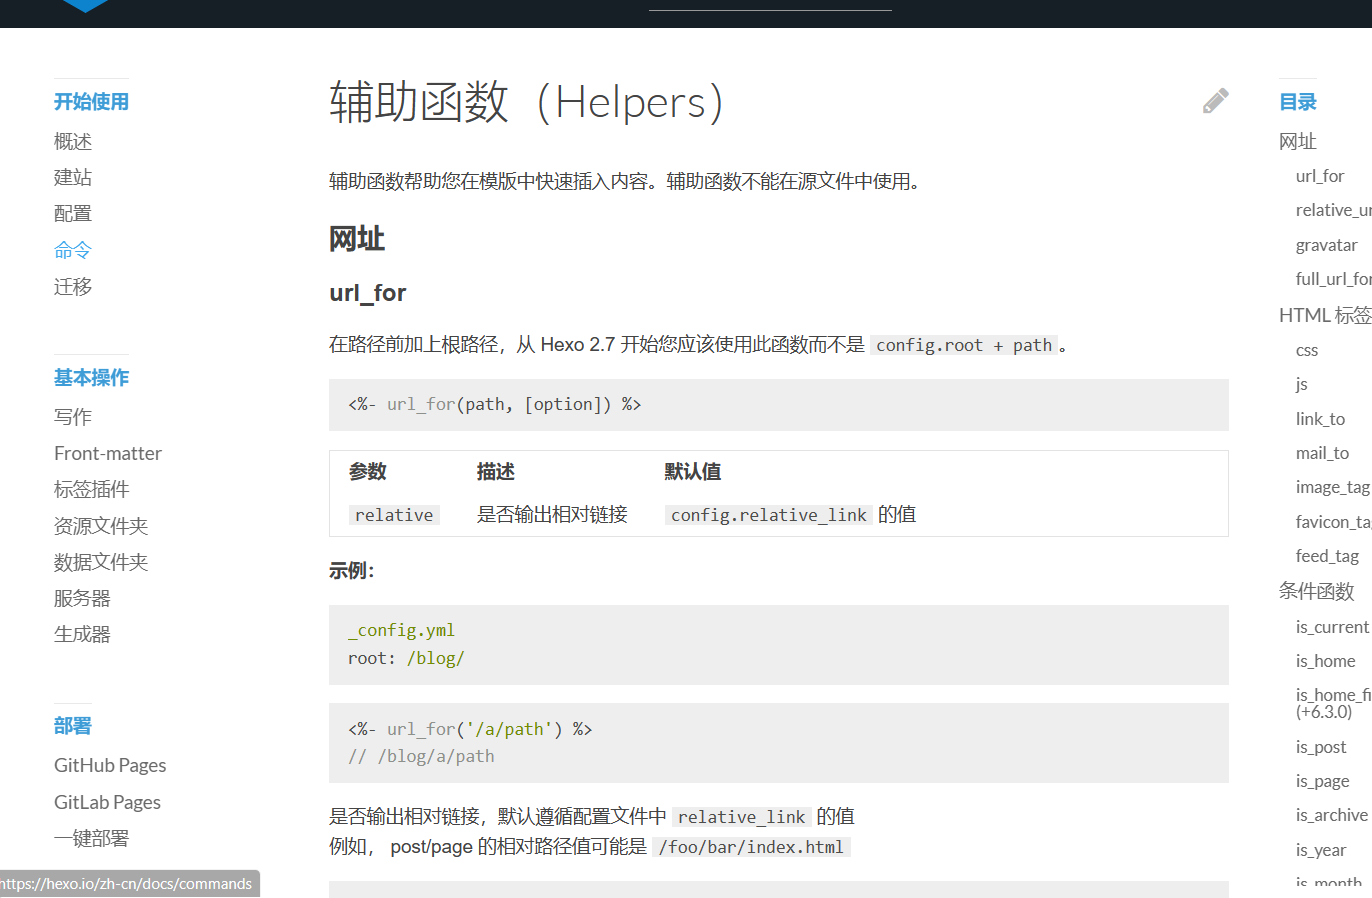 开始使用
概述
建站
配置
命令
迁移
基本操作
写作
Front-matter
标签插件
资源文件夹
数据文件夹
服务器
生成器
部署
GitHub Pages
GitLab Pages
一键部署
辅助函数（Helpers）
辅助函数帮助您在模版中快速插入内容。辅助函数不能在源文件中使用。
网址
url_for
在路径前加上根路径，从 Hexo 2.7 开始您应该使用此函数而不是 config.root + path 。
<%- url_for(path, [option]) %>
参数 描述 默认值
relative 是否输出相对链接 config.relative_link 的值
示例：
_config.yml
root: /blog/
<%- url_for('/a/path') %>
// /blog/a/path
是否输出相对链接，默认遵循配置文件中 relative_link 的值
例如， post/page 的相对路径值可能是 /foo/bar/index.html
目录
网址
url_for
relative_ur
gravatar
full_url_for
HTML 标签
css
js
link_to
mail_to
image_tag
favicon_ta
feed_tag
条件函数
is_current
is_home
is_home_fi
(+6.3.0)
is_post
is_page
is_archive
is_year
is_month
https://hexo.io/zh-cn/docs/commands